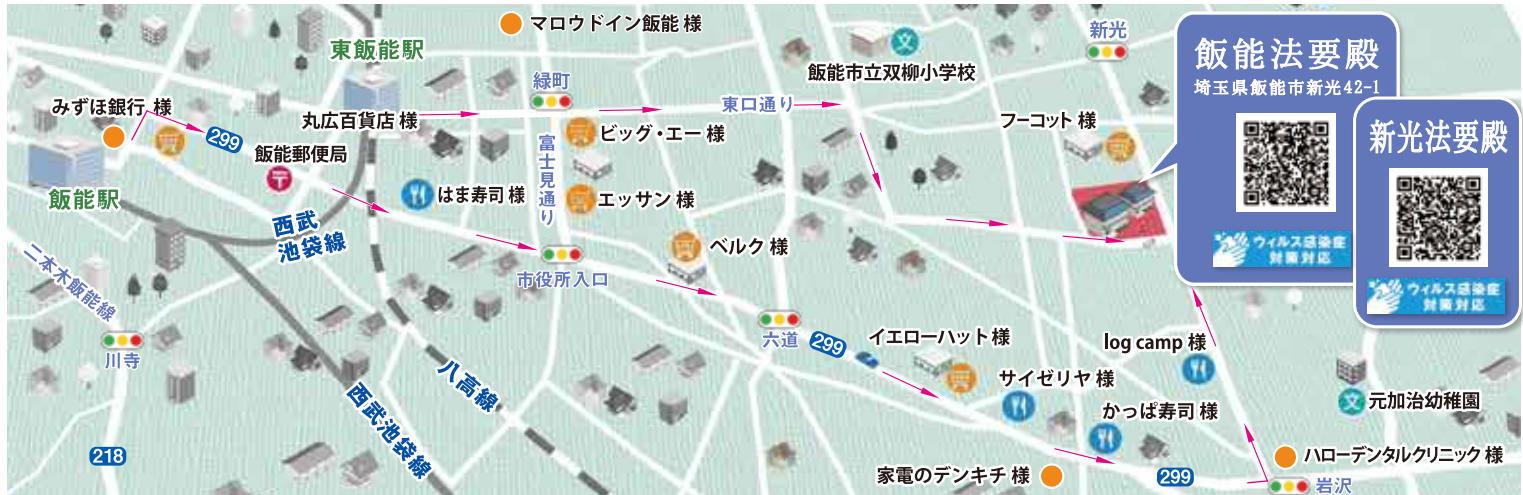 マロウドイン飯能 様
東飯能駅
緑町
飯能市立双柳小学校
新光
飯能法要殿
埼玉県飯能市新光42-1
ウィルス感染症
対策対応
新光法要殿
ウィルス感染症
対策対応
みずほ銀行 様
299
丸広百貨店 様
東口通り
ビッグ・エー 様
フーコット 様
飯能郵便局
富士見通り
はま寿司 様
エッサン 様
飯能駅
西武
池袋線
ベルク 様
二本木飯能線
市役所入口
川寺
六道
299
イエローハット 様
log camp 様
サイゼリヤ 様
八高線
西武池袋線
かっぱ寿司 様
元加治幼稚園
218
家電のデンキチ 様
299
ハローデンタルクリニック 様
岩沢
文
文